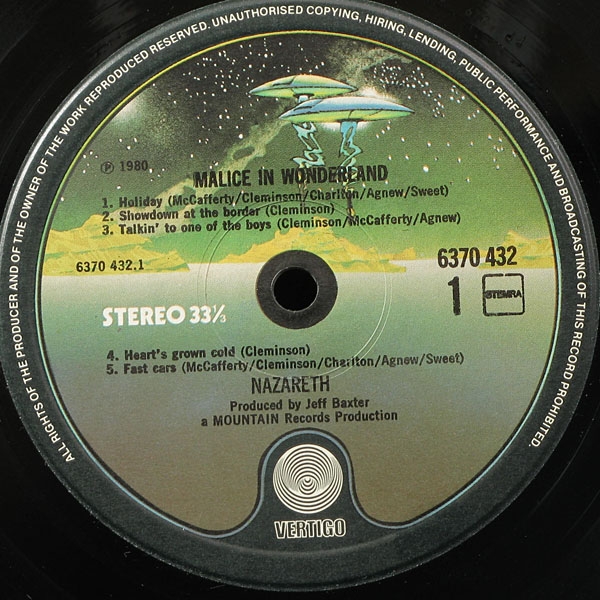 ALL RIGHTS OF THE PRODUCER AND OF THE OWNER OF THE WORK REPRODUCED RESERVED. UNAUTHORISED COPYING, HIRING, LENDING, PUBLIC PERFORMANCE AND BROADCASTING OF THIS RECORD PROHIBITED.
℗ 1980
MALICE IN WONDERLAND
1. Holiday (McCafferty/Cleminson/Charlton/Agnew/Sweet)
2. Showdown at the border (Cleminson)
3. Talkin' to one of the boys (Cleminson/McCafferty/Agnew)
6370 432.1
6370 432
STEREO 33⅓
1
STEMRA
4. Heart's grown cold (Cleminson)
5. Fast cars (McCafferty/Cleminson/Charlton/Agnew/Sweet)
NAZARETH
Produced by Jeff Baxter
a MOUNTAIN Records Production
VERTIGO